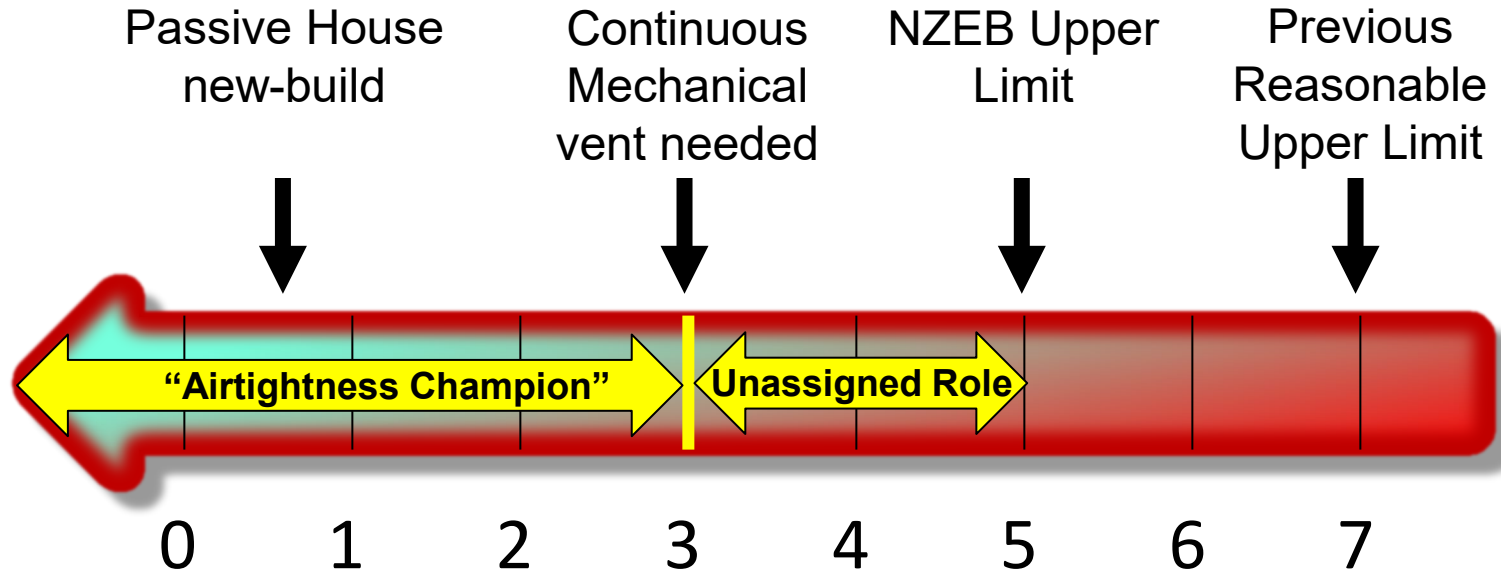 Passive House
new-build
Continuous
Mechanical
vent needed
NZEB Upper
Limit
Previous
Reasonable
Upper Limit
“Airtightness Champion”
Unassigned Role
0 1 2 3 4 5 6 7